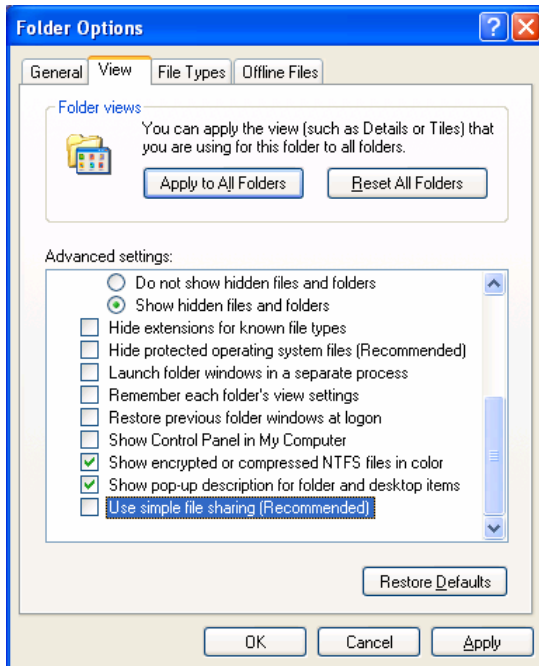 Folder Options
General View File Types Offline Files
Folder views
You can apply the view (such as Details or Tiles) that
you are using for this folder to all folders.
Apply to All Folders Reset All Folders
Advanced settings:
Do not show hidden files and folders
Show hidden files and folders
Hide extensions for known file types
Hide protected operating system files (Recommended)
Launch folder windows in a separate process
Remember each folder's view settings
Restore previous folder windows at logon
Show Control Panel in My Computer
Show encrypted or compressed NTFS files in color
Show pop-up description for folder and desktop items
Use simple file sharing (Recommended)
Restore Defaults
OK Cancel Apply